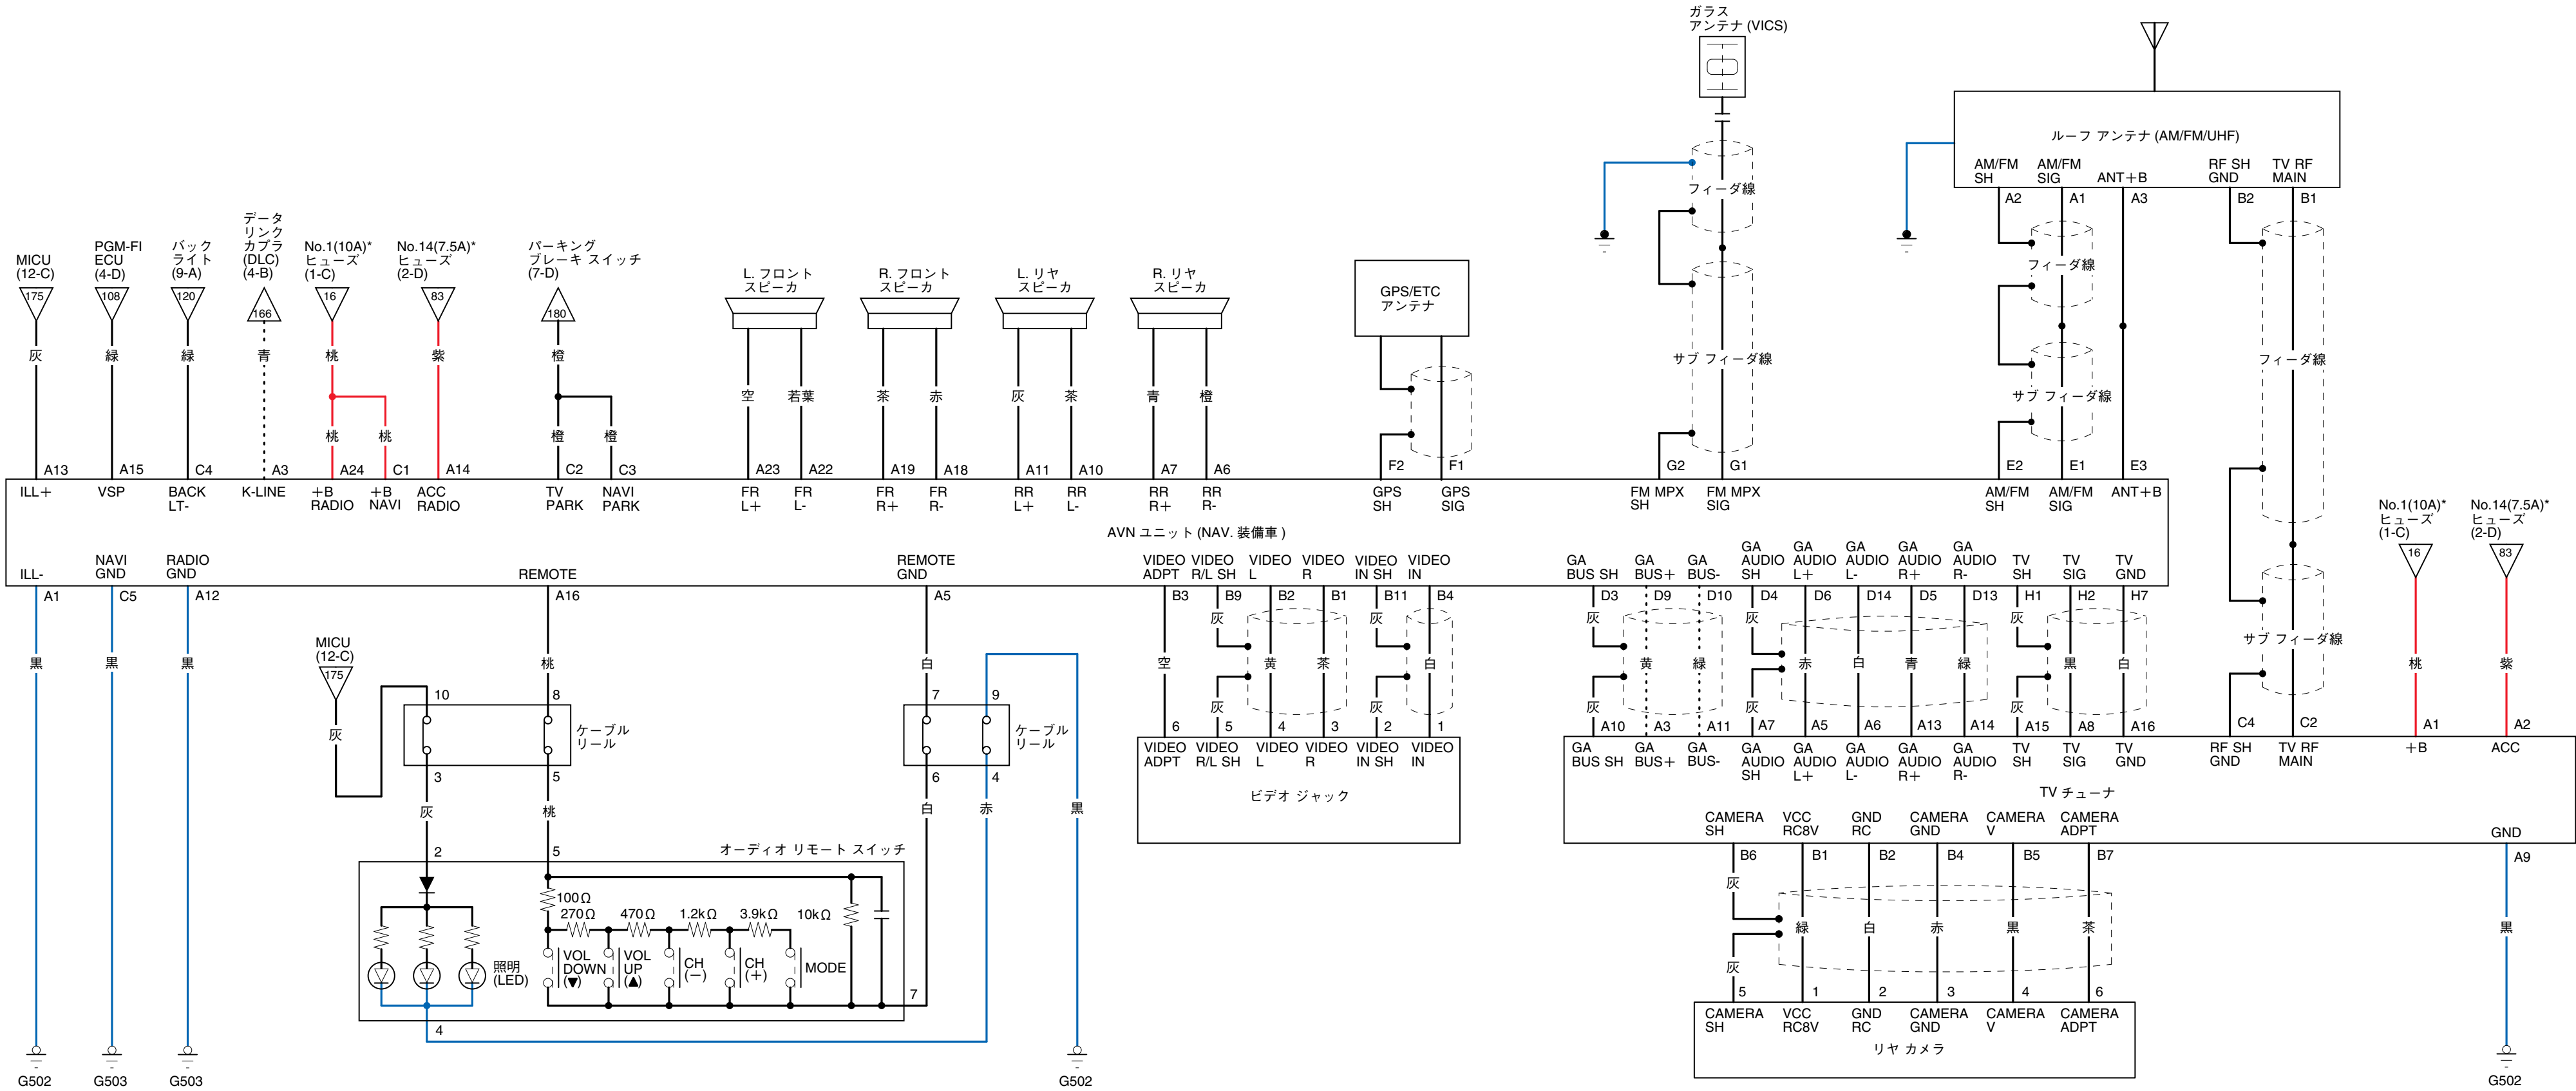 ガラス
アンテナ (VICS)
ルーフ アンテナ (AM/FM/UHF)
AM/FM
SH
AM/FM
SIG
ANT+B
RF SH
GND
TV RF
MAIN
A2
A1
A3
B2
B1
フィーダ線
フィーダ線
フィーダ線
サブ フィーダ線
サブ フィーダ線
サブ フィーダ線
MICU
(12-C)
175
灰
PGM-FI
ECU
(4-D)
108
緑
バック
ライト
(9-A)
120
緑
データ
リンク
カプラ
(DLC)
(4-B)
166
青
No.1(10A)*
ヒューズ
(1-C)
16
桃
桃
桃
No.14(7.5A)*
ヒューズ
(2-D)
83
紫
パーキング
ブレーキ スイッチ
(7-D)
180
橙
橙
橙
L. フロント
スピーカ
空
若葉
R. フロント
スピーカ
茶
赤
L. リヤ
スピーカ
灰
茶
R. リヤ
スピーカ
青
橙
GPS/ETC
アンテナ
A13
A15
C4
A3
A24
C1
A14
C2
C3
A23
A22
A19
A18
A11
A10
A7
A6
F2
F1
G2
G1
E2
E1
E3
ILL+
VSP
BACK
LT-
K-LINE
+B
RADIO
+B
NAVI
ACC
RADIO
TV
PARK
NAVI
PARK
FR
L+
FR
L-
FR
R+
FR
R-
RR
L+
RR
L-
RR
R+
RR
R-
GPS
SH
GPS
SIG
FM MPX
SH
FM MPX
SIG
AM/FM
SH
AM/FM
SIG
ANT+B
AVN ユニット (NAV. 装備車 )
ILL-
NAVI
GND
RADIO
GND
REMOTE
REMOTE
GND
VIDEO
ADPT
VIDEO
R/L SH
VIDEO
L
VIDEO
R
VIDEO
IN SH
VIDEO
IN
GA
BUS SH
GA
BUS+
GA
BUS-
GA
AUDIO
SH
GA
AUDIO
L+
GA
AUDIO
L-
GA
AUDIO
R+
GA
AUDIO
R-
TV
SH
TV
SIG
TV
GND
A1
C5
A12
A16
A5
B3
B9
B2
B1
B11
B4
D3
D9
D10
D4
D6
D14
D5
D13
H1
H2
H7
No.1(10A)*
ヒューズ
(1-C)
16
桃
No.14(7.5A)*
ヒューズ
(2-D)
83
紫
黒
黒
黒
MICU
(12-C)
175
灰
桃
白
10
8
7
9
ケーブル
リール
ケーブル
リール
3
5
6
4
灰
桃
白
赤
黒
空
灰
灰
黄
茶
灰
灰
白
灰
灰
黄
緑
灰
灰
赤
白
青
緑
灰
灰
黒
白
6
5
4
3
2
1
VIDEO
ADPT
VIDEO
R/L SH
VIDEO
L
VIDEO
R
VIDEO
IN SH
VIDEO
IN
ビデオ ジャック
A10
A3
A11
A7
A5
A6
A13
A14
A15
A8
A16
C4
C2
A1
A2
GA
BUS SH
GA
BUS+
GA
BUS-
GA
AUDIO
SH
GA
AUDIO
L+
GA
AUDIO
L-
GA
AUDIO
R+
GA
AUDIO
R-
TV
SH
TV
SIG
TV
GND
RF SH
GND
TV RF
MAIN
+B
ACC
TV チューナ
CAMERA
SH
VCC
RC8V
GND
RC
CAMERA
GND
CAMERA
V
CAMERA
ADPT
GND
B6
B1
B2
B4
B5
B7
A9
灰
灰
緑
白
赤
黒
茶
黒
5
1
2
3
4
6
CAMERA
SH
VCC
RC8V
GND
RC
CAMERA
GND
CAMERA
V
CAMERA
ADPT
リヤ カメラ
2
5
オーディオ リモート スイッチ
100Ω
270Ω
470Ω
1.2kΩ
3.9kΩ
10kΩ
照明
(LED)
VOL
DOWN
(▼)
VOL
UP
(▲)
CH
(−)
CH
(+)
MODE
7
4
G502
G503
G503
G502
G502